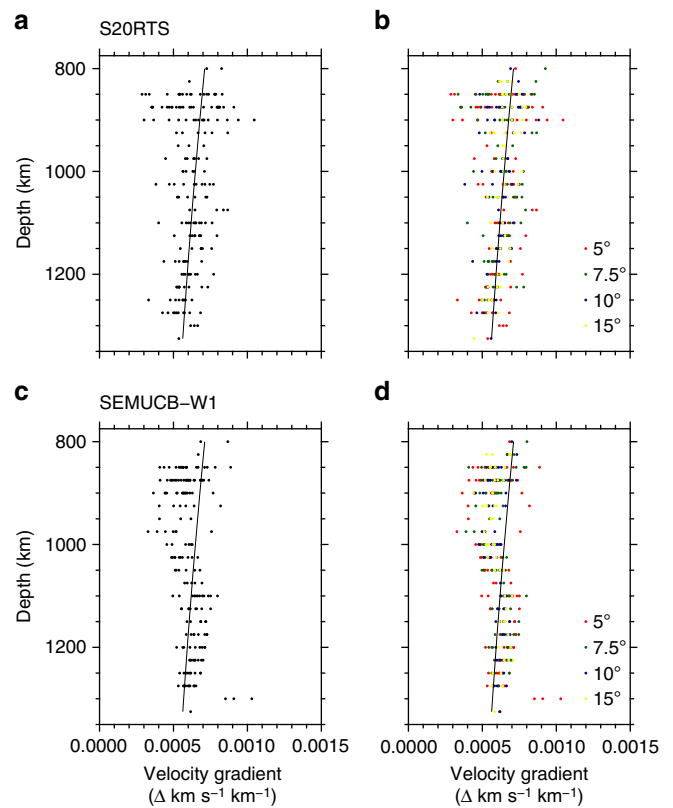 a
S20RTS
b
800
1000
1200
Depth (km)
5°
7.5°
10°
15°
c
SEMUCB–W1
d
800
1000
1200
Depth (km)
5°
7.5°
10°
15°
0.0000 0.0005 0.0010 0.0015
0.0000 0.0005 0.0010 0.0015
Velocity gradient
(Δ km s⁻¹ km⁻¹)
Velocity gradient
(Δ km s⁻¹ km⁻¹)